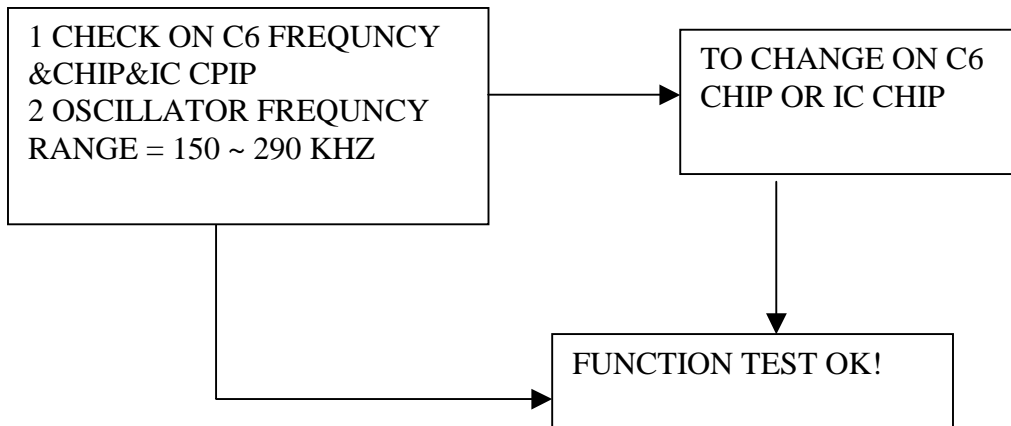 1 CHECK ON C6 FREQUNCY
&CHIP&IC CPIP
2 OSCILLATOR FREQUNCY
RANGE = 150 ~ 290 KHZ
TO CHANGE ON C6
CHIP OR IC CHIP
FUNCTION TEST OK!